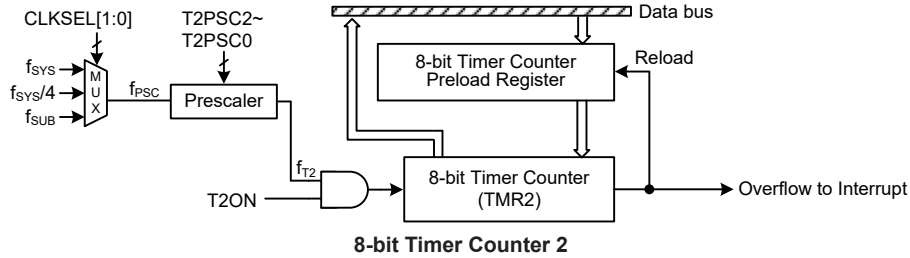 CLKSEL[1:0]
T2PSC2~
T2PSC0
Data bus
fSYS
fSYS/4
fSUB
M
U
X
fPSC
Prescaler
8-bit Timer Counter
Preload Register
Reload
fT2
T2ON
8-bit Timer Counter
(TMR2)
Overflow to Interrupt
8-bit Timer Counter 2